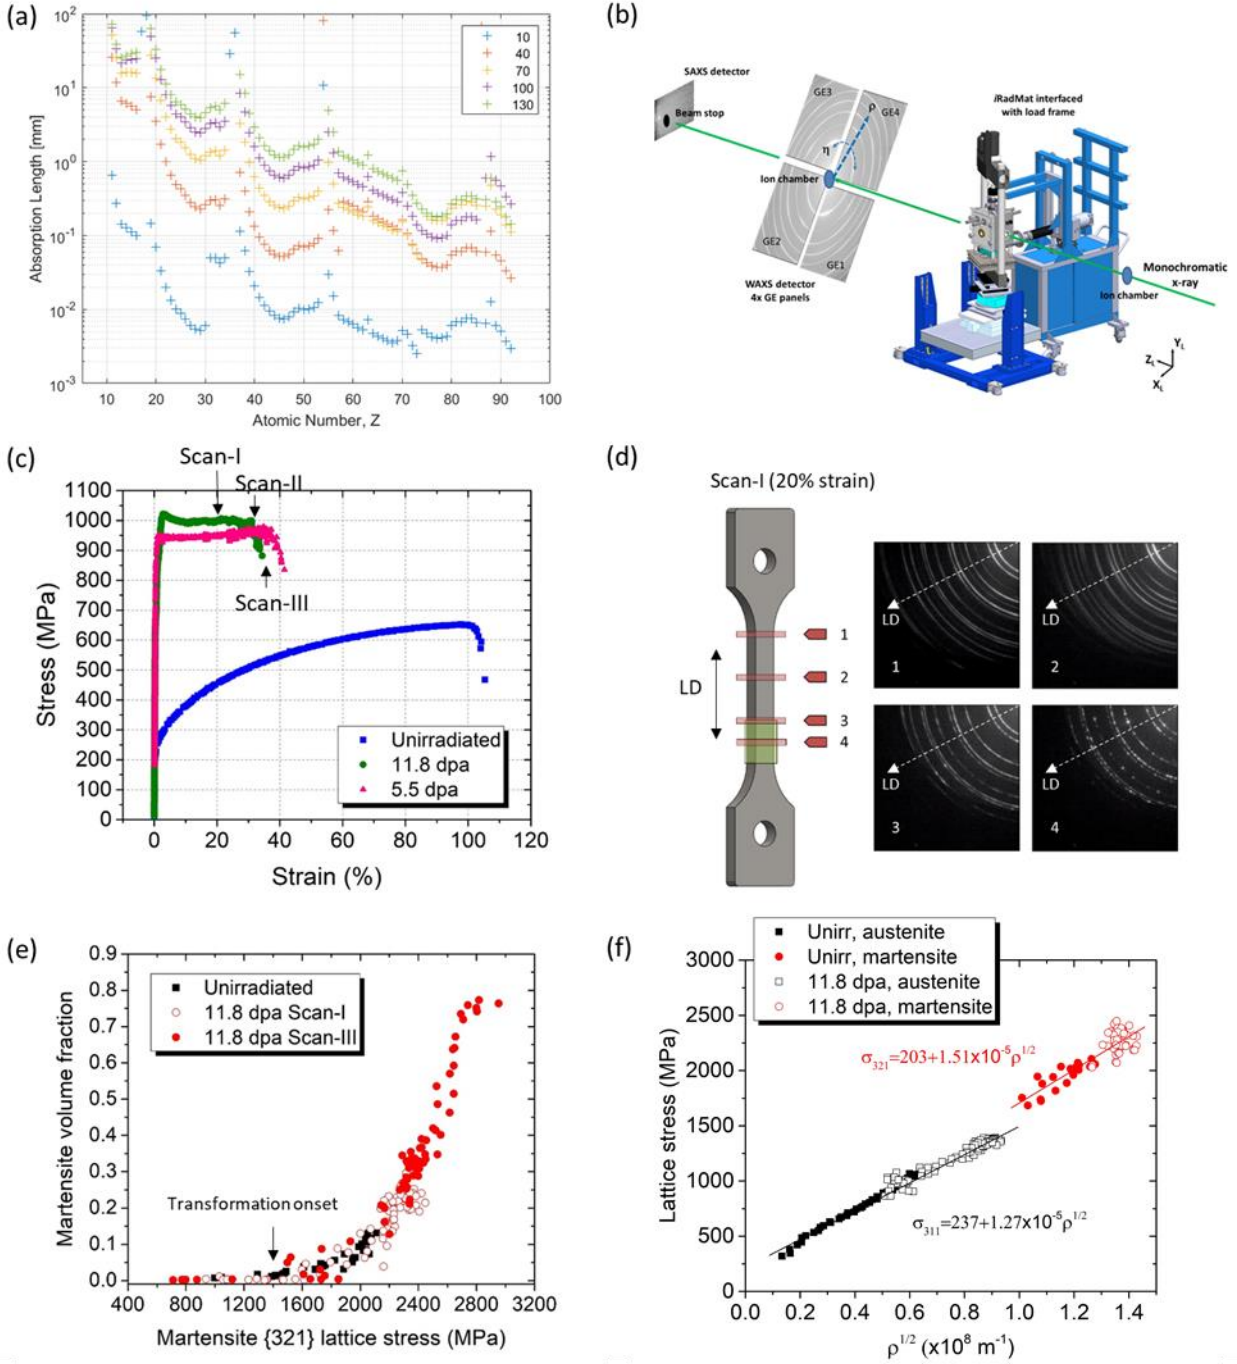 (a)
10²
10¹
10⁰
10⁻¹
10⁻²
10⁻³
Absorption Length [mm]
10 20 30 40 50 60 70 80 90 100
Atomic Number, Z
10
40
70
100
130
(b)
SAXS detector
Beam stop
GE3
GE4
ρ
η
Ion chamber
GE2
GE1
WAXS detector
4x GE panels
iRadMat interfaced
with load frame
Monochromatic
x-ray
Ion chamber
Y_L
Z_L
X_L
(c)
Scan-I
Scan-II
Scan-III
1100
1000
900
800
700
600
500
400
300
200
100
0
Stress (MPa)
0 20 40 60 80 100 120
Strain (%)
Unirradiated
11.8 dpa
5.5 dpa
(d)
Scan-I (20% strain)
LD
1
2
3
4
LD
1
LD
2
LD
3
LD
4
(e)
0.9
0.8
0.7
0.6
0.5
0.4
0.3
0.2
0.1
0.0
Martensite volume fraction
Unirradiated
11.8 dpa Scan-I
11.8 dpa Scan-III
Transformation onset
400 800 1200 1600 2000 2400 2800 3200
Martensite {321} lattice stress (MPa)
(f)
Unirr, austenite
Unirr, martensite
11.8 dpa, austenite
11.8 dpa, martensite
3000
2500
2000
1500
1000
500
0
Lattice stress (MPa)
σ₃₂₁=203+1.51x10⁻⁵ρ^1/2
σ₃₁₁=237+1.27x10⁻⁵ρ^1/2
0.0 0.2 0.4 0.6 0.8 1.0 1.2 1.4
ρ^1/2 (x10⁸ m⁻¹)